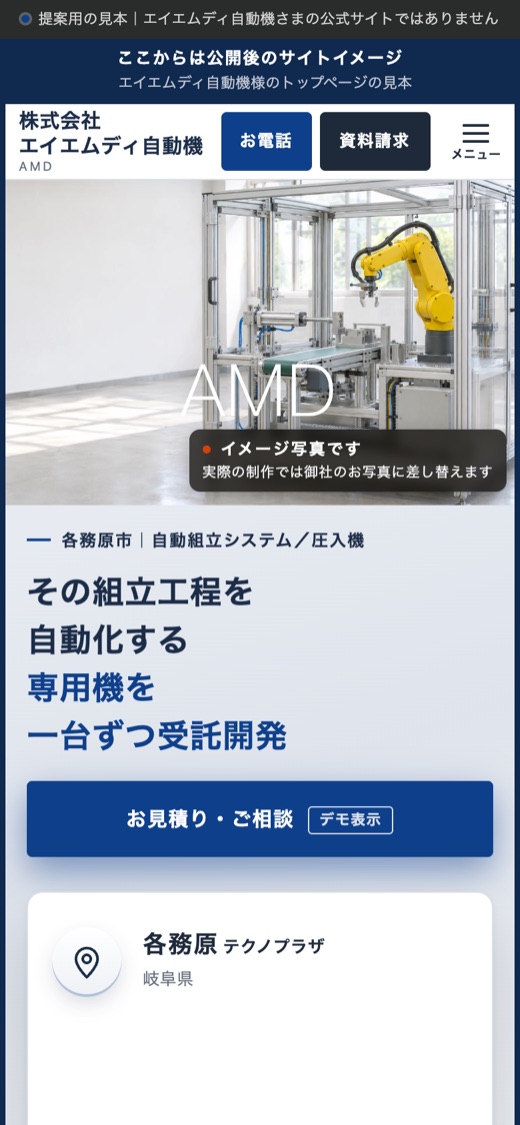 提案用の見本｜エイエムディ自動機さまの公式サイトではありません
ここからは公開後のサイトイメージ
エイエムディ自動機様のトップページの見本
株式会社
エイエムディ自動機
AMD
お電話
資料請求
メニュー
AMD
イメージ写真です
実際の制作では御社のお写真に差し替えます
各務原市｜自動組立システム／圧入機
その組立工程を
自動化する
専用機を
一台ずつ受託開発
お見積り・ご相談 デモ表示
各務原 テクノプラザ
岐阜県